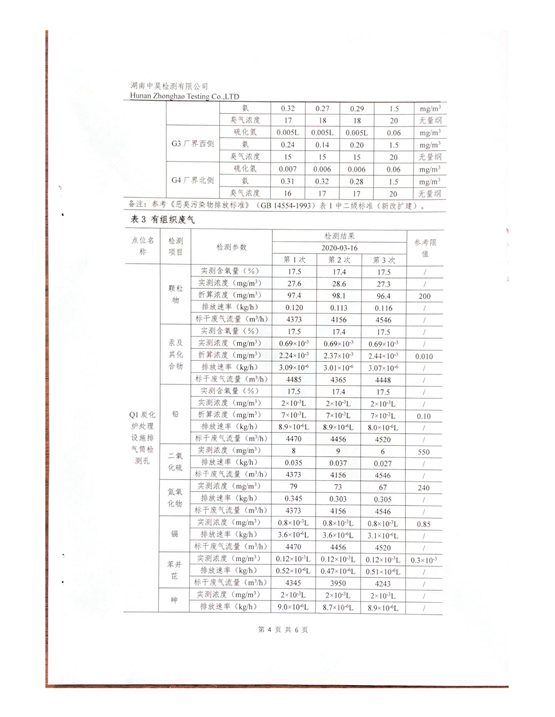 湖南中昊检测有限公司
Hunan Zhonghao Testing Co.,LTD
氨 0.32 0.27 0.29 1.5 mg/m³
臭气浓度 17 18 18 20 无量纲
G3 厂界西侧 硫化氢 0.005L 0.005L 0.005L 0.06 mg/m³
氨 0.24 0.14 0.20 1.5 mg/m³
臭气浓度 15 15 15 20 无量纲
G4 厂界北侧 硫化氢 0.007 0.006 0.006 0.06 mg/m³
氨 0.31 0.32 0.28 1.5 mg/m³
臭气浓度 16 17 17 20 无量纲
备注：参考《恶臭污染物排放标准》（GB 14554-1993）表 1 中二级标准（新改扩建）。
表 3 有组织废气
点位名称 检测项目 检测参数 检测结果 参考限值
2020-03-16
第 1 次 第 2 次 第 3 次
Q1 炭化炉处理设施排气筒检测孔
颗粒物 实测含氧量（%） 17.5 17.4 17.5 /
实测浓度（mg/m³） 27.6 28.6 27.3 /
折算浓度（mg/m³） 97.4 98.1 96.4 200
排放速率（kg/h） 0.120 0.113 0.116 /
标干废气流量（m³/h） 4373 4156 4546 /
汞及其化合物 实测含氧量（%） 17.5 17.4 17.5 /
实测浓度（mg/m³） 0.69×10⁻³ 0.69×10⁻³ 0.69×10⁻³ /
折算浓度（mg/m³） 2.24×10⁻³ 2.37×10⁻³ 2.44×10⁻³ 0.010
排放速率（kg/h） 3.09×10⁻⁶ 3.01×10⁻⁶ 3.07×10⁻⁶ /
标干废气流量（m³/h） 4485 4365 4448 /
铅 实测含氧量（%） 17.5 17.4 17.5 /
实测浓度（mg/m³） 2×10⁻³L 2×10⁻³L 2×10⁻³L /
折算浓度（mg/m³） 7×10⁻³L 7×10⁻³L 7×10⁻³L 0.10
排放速率（kg/h） 8.9×10⁻⁶L 8.9×10⁻⁶L 8.0×10⁻⁶L /
标干废气流量（m³/h） 4470 4456 4520 /
二氧化硫 实测浓度（mg/m³） 8 9 6 550
排放速率（kg/h） 0.035 0.037 0.027 /
标干废气流量（m³/h） 4373 4156 4546 /
氮氧化物 实测浓度（mg/m³） 79 73 67 240
排放速率（kg/h） 0.345 0.303 0.305 /
标干废气流量（m³/h） 4373 4156 4546 /
镉 实测浓度（mg/m³） 0.8×10⁻³L 0.8×10⁻³L 0.8×10⁻³L 0.85
排放速率（kg/h） 3.6×10⁻⁶L 3.6×10⁻⁶L 3.1×10⁻⁶L /
标干废气流量（m³/h） 4470 4456 4520 /
苯并芘 实测浓度（mg/m³） 0.12×10⁻³L 0.12×10⁻³L 0.12×10⁻³L 0.3×10⁻³
排放速率（kg/h） 0.52×10⁻⁶L 0.47×10⁻⁶L 0.51×10⁻⁶L /
标干废气流量（m³/h） 4345 3950 4243 /
砷 实测浓度（mg/m³） 2×10⁻³L 2×10⁻³L 2×10⁻³L /
排放速率（kg/h） 9.0×10⁻⁶L 8.7×10⁻⁶L 8.9×10⁻⁶L /
第 4 页 共 6 页